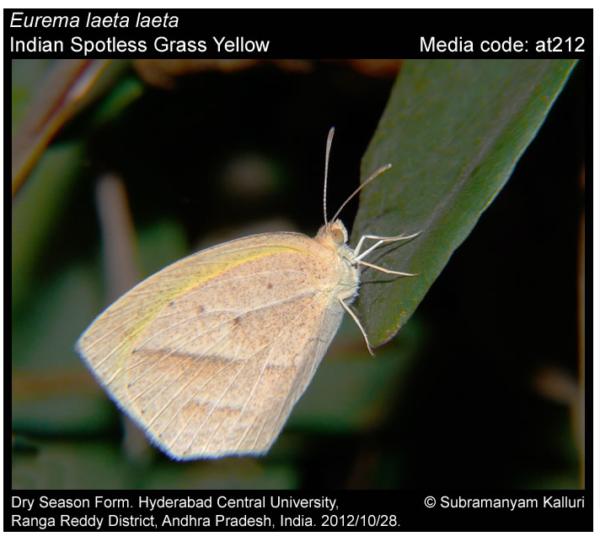 Eurema laeta laeta
Indian Spotless Grass Yellow
Media code: at212
Dry Season Form. Hyderabad Central University,
Ranga Reddy District, Andhra Pradesh, India. 2012/10/28.
© Subramanyam Kalluri